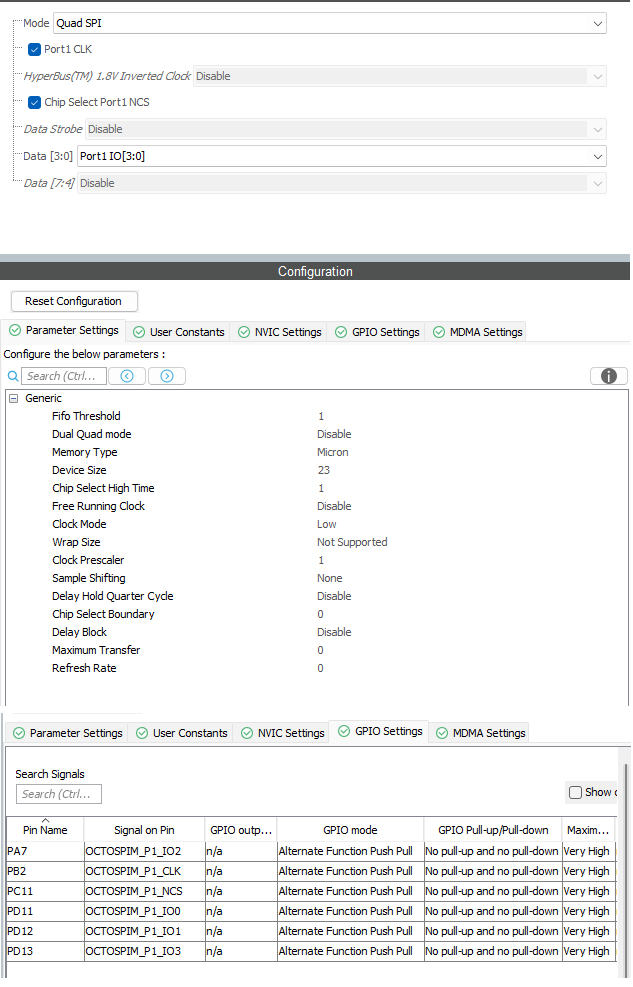 Mode Quad SPI
Port1 CLK
HyperBus(TM) 1.8V Inverted Clock Disable
Chip Select Port1 NCS
Data Strobe Disable
Data [3:0] Port1 IO[3:0]
Data [7:4] Disable
Configuration
Reset Configuration
Parameter Settings User Constants NVIC Settings GPIO Settings MDMA Settings
Configure the below parameters :
Search (Ctrl...
Generic
Fifo Threshold 1
Dual Quad mode Disable
Memory Type Micron
Device Size 23
Chip Select High Time 1
Free Running Clock Disable
Clock Mode Low
Wrap Size Not Supported
Clock Prescaler 1
Sample Shifting None
Delay Hold Quarter Cycle Disable
Chip Select Boundary 0
Delay Block Disable
Maximum Transfer 0
Refresh Rate 0
Parameter Settings User Constants NVIC Settings GPIO Settings MDMA Settings
Search Signals
Search (Ctrl... Show
Pin Name Signal on Pin GPIO outp... GPIO mode GPIO Pull-up/Pull-down Maxim...
PA7 OCTOSPIM_P1_IO2 n/a Alternate Function Push Pull No pull-up and no pull-down Very High
PB2 OCTOSPIM_P1_CLK n/a Alternate Function Push Pull No pull-up and no pull-down Very High
PC11 OCTOSPIM_P1_NCS n/a Alternate Function Push Pull No pull-up and no pull-down Very High
PD11 OCTOSPIM_P1_IO0 n/a Alternate Function Push Pull No pull-up and no pull-down Very High
PD12 OCTOSPIM_P1_IO1 n/a Alternate Function Push Pull No pull-up and no pull-down Very High
PD13 OCTOSPIM_P1_IO3 n/a Alternate Function Push Pull No pull-up and no pull-down Very High